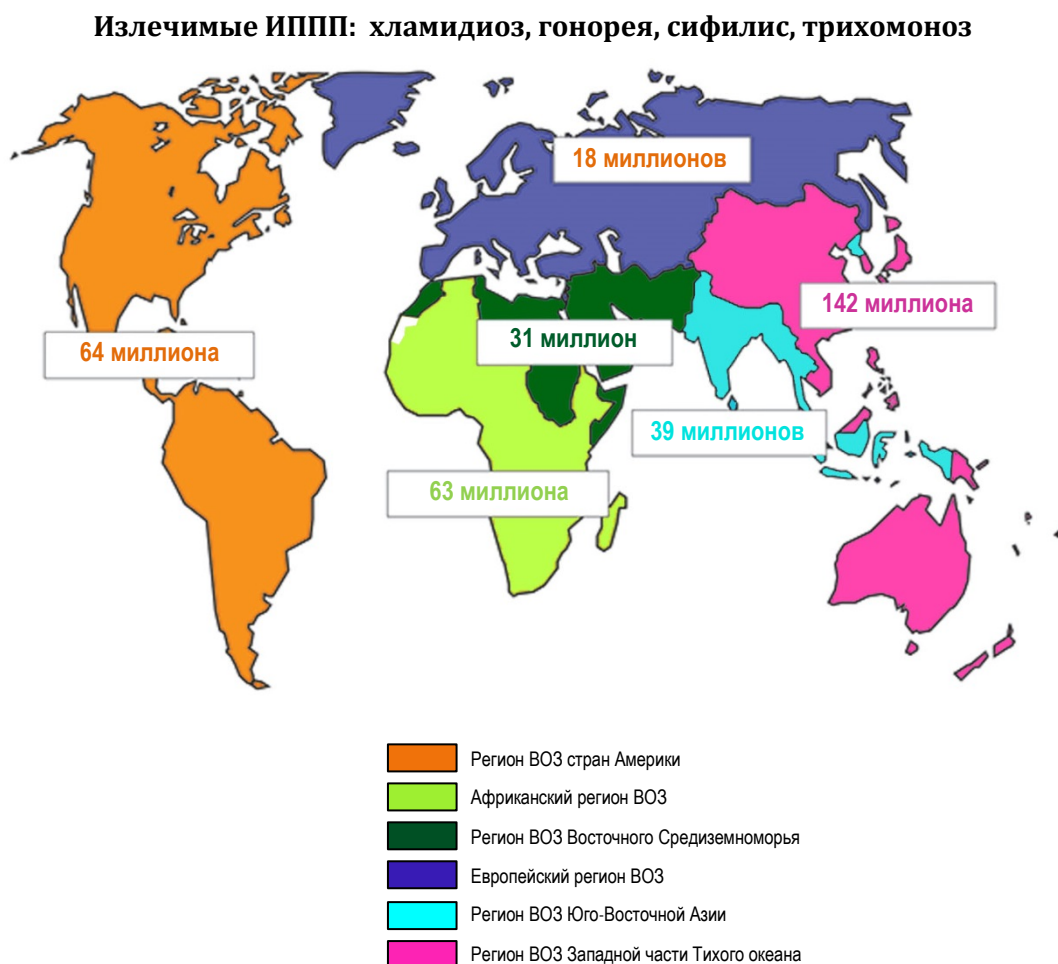 Излечимые ИППП: хламидиоз, гонорея, сифилис, трихомоноз
18 миллионов
142 миллиона
31 миллион
64 миллиона
39 миллионов
63 миллиона
Регион ВОЗ стран Америки
Африканский регион ВОЗ
Регион ВОЗ Восточного Средиземноморья
Европейский регион ВОЗ
Регион ВОЗ Юго-Восточной Азии
Регион ВОЗ Западной части Тихого океана